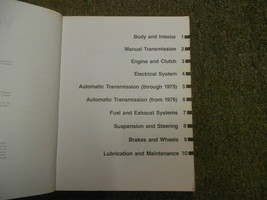 Body and Interior 1
Manual Transmission 2
Engine and Clutch 3
Electrical System 4
Automatic Transmission (through 1975) 5
Automatic Transmission (from 1976) 6
Fuel and Exhaust Systems 7
Suspension and Steering 8
Brakes and Wheels 9
Lubrication and Maintenance 10